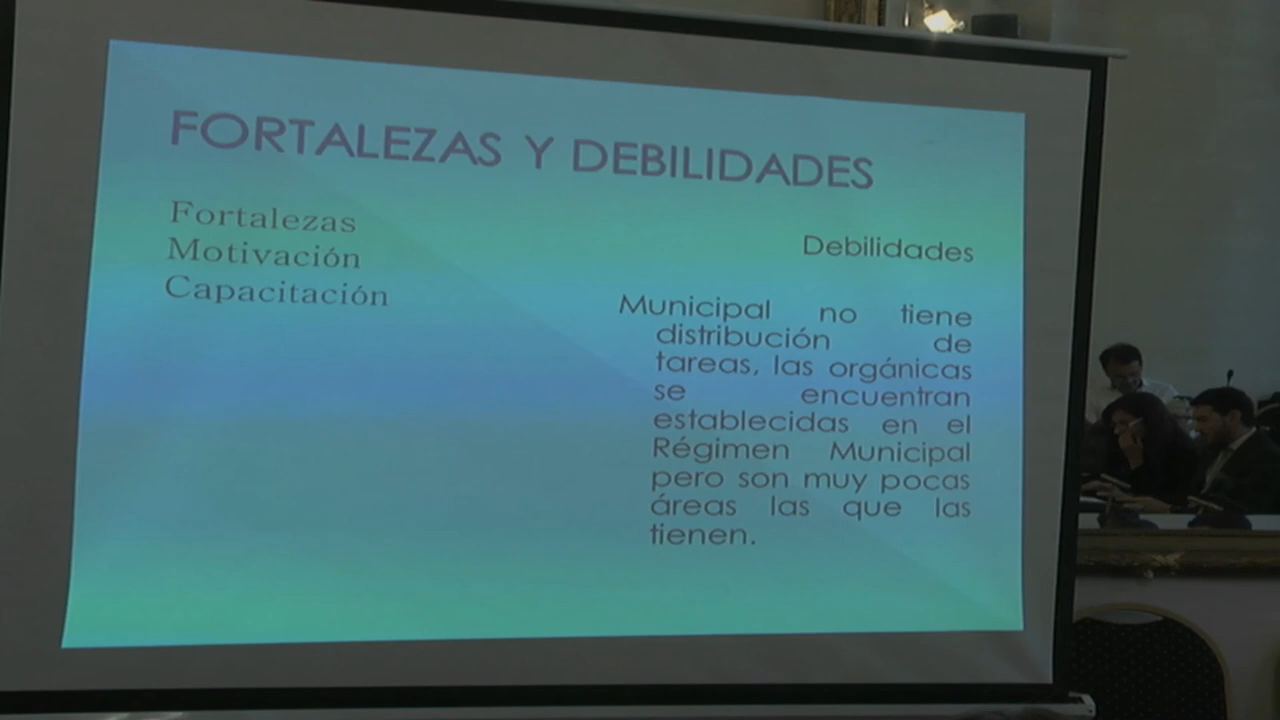 FORTALEZAS Y DEBILIDADES
Fortalezas
Motivación
Capacitación
Debilidades
Municipal no tiene
distribución de
tareas, las orgánicas
se encuentran
establecidas en el
Régimen Municipal
pero son muy pocas
áreas las que las
tienen.